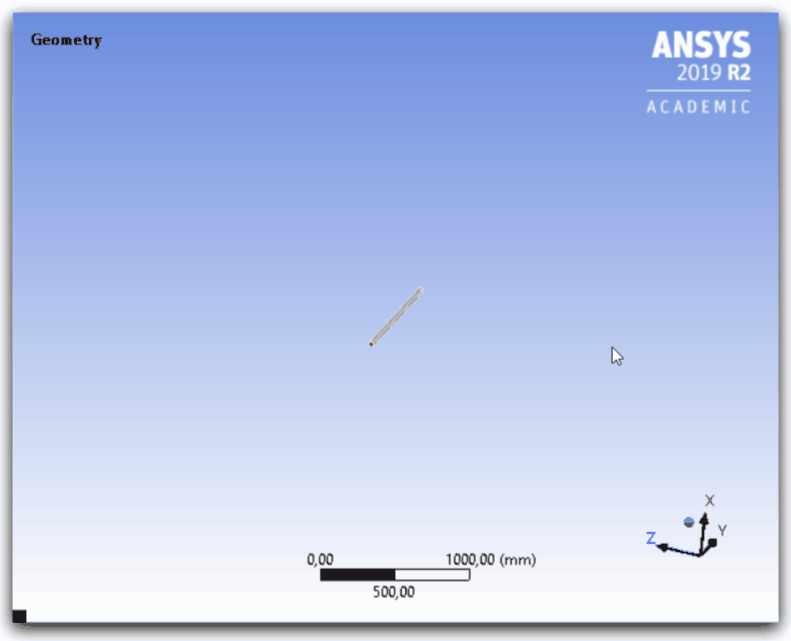 Geometry
ANSYS
2019 R2
ACADEMIC
X
Y
Z
0,00 1000,00 (mm)
500,00